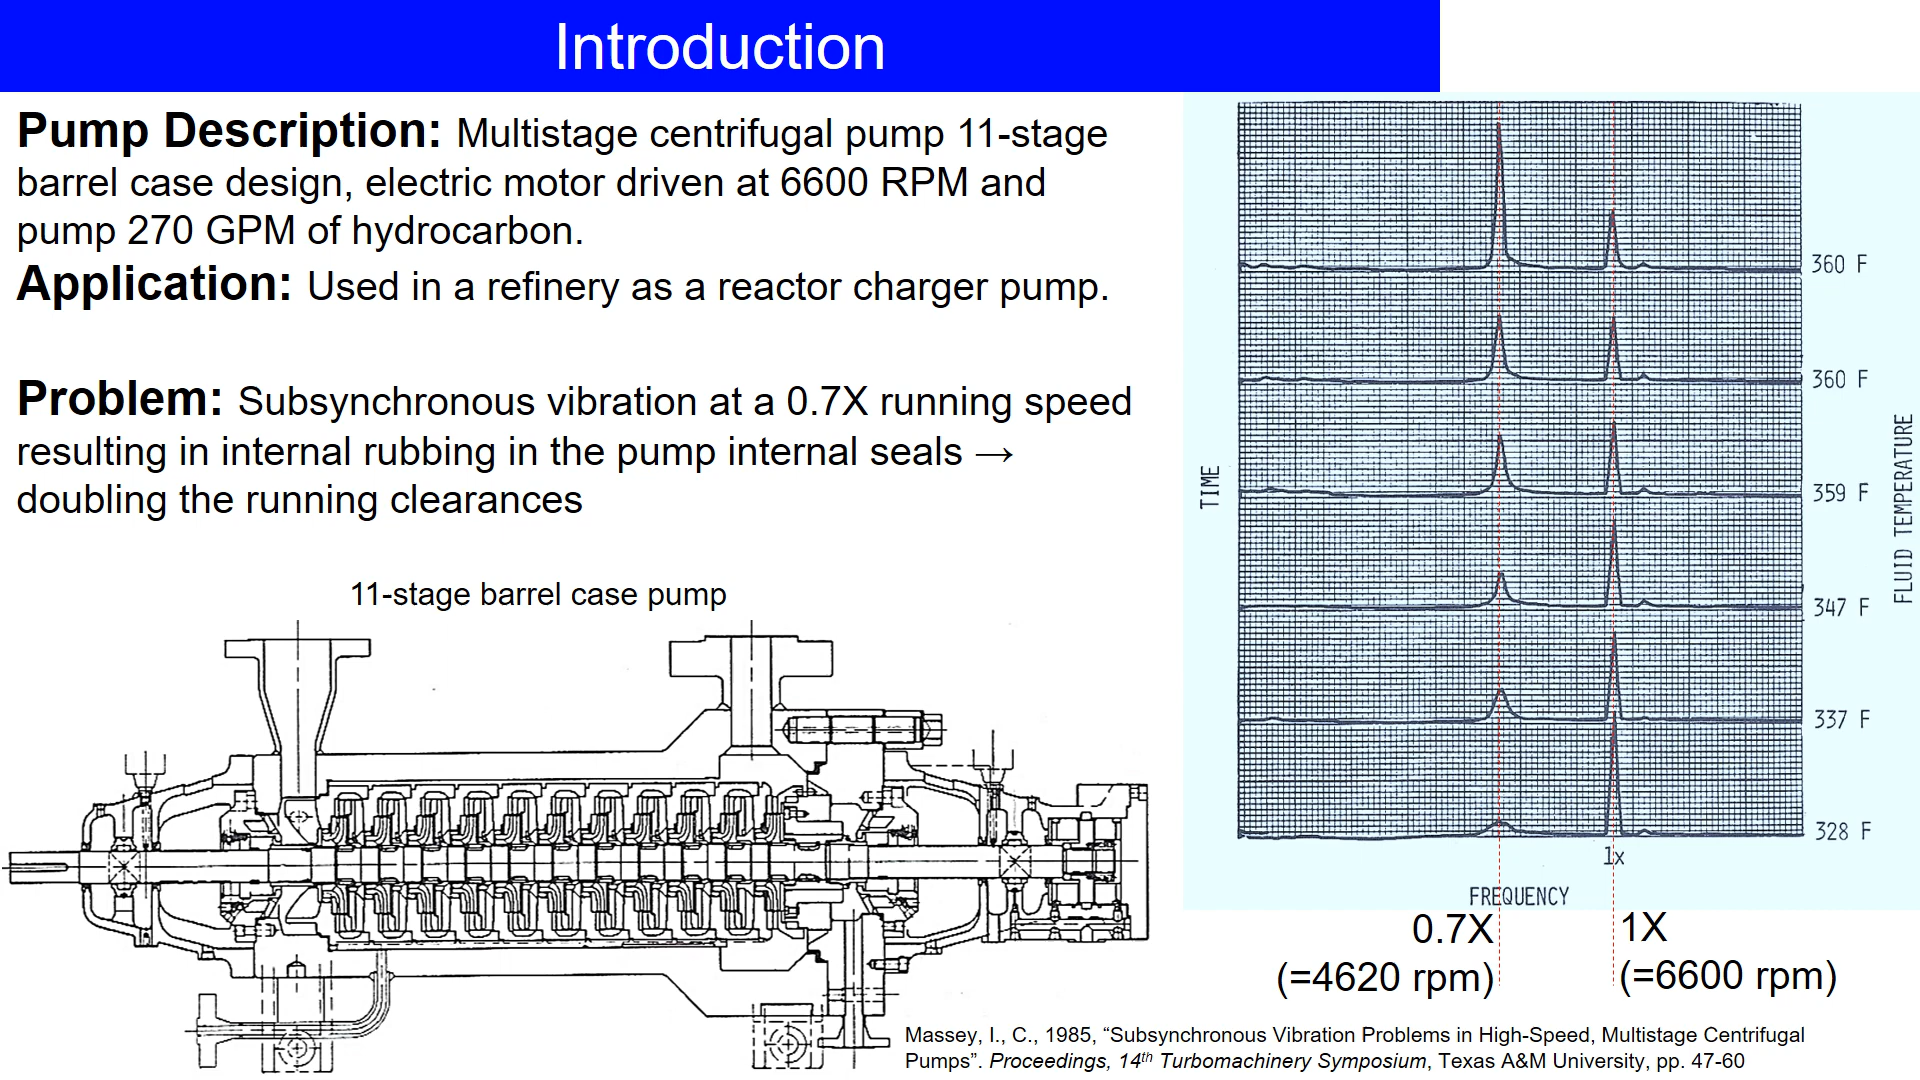 Introduction
Pump Description: Multistage centrifugal pump 11-stage
barrel case design, electric motor driven at 6600 RPM and
pump 270 GPM of hydrocarbon.
Application: Used in a refinery as a reactor charger pump.
Problem: Subsynchronous vibration at a 0.7X running speed
resulting in internal rubbing in the pump internal seals →
doubling the running clearances
11-stage barrel case pump
TIME
360 F
360 F
359 F
347 F
337 F
328 F
FLUID TEMPERATURE
1x
FREQUENCY
0.7X
(=4620 rpm)
1X
(=6600 rpm)
Massey, I., C., 1985, “Subsynchronous Vibration Problems in High-Speed, Multistage Centrifugal
Pumps”. Proceedings, 14th Turbomachinery Symposium, Texas A&M University, pp. 47-60